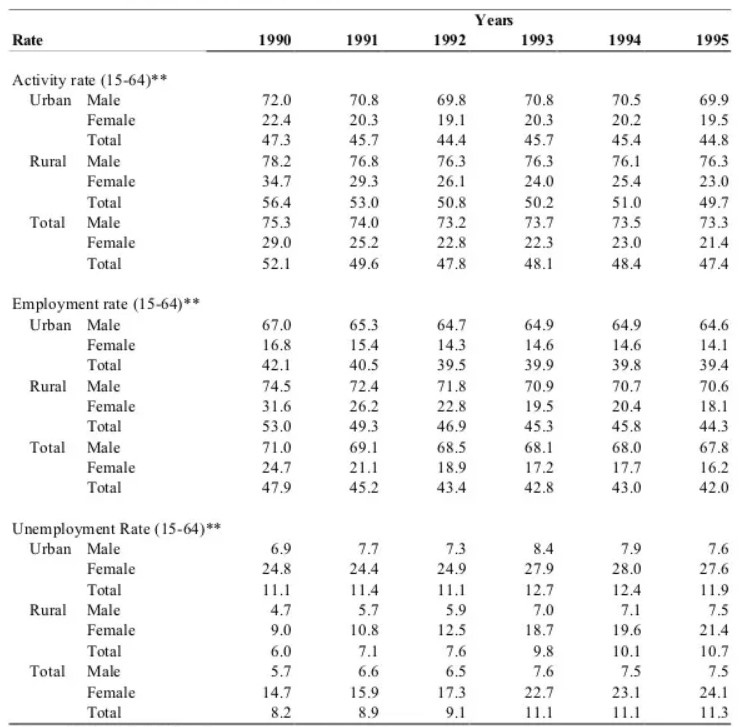 Years
Rate 1990 1991 1992 1993 1994 1995
Activity rate (15-64)**
Urban Male 72.0 70.8 69.8 70.8 70.5 69.9
Female 22.4 20.3 19.1 20.3 20.2 19.5
Total 47.3 45.7 44.4 45.7 45.4 44.8
Rural Male 78.2 76.8 76.3 76.3 76.1 76.3
Female 34.7 29.3 26.1 24.0 25.4 23.0
Total 56.4 53.0 50.8 50.2 51.0 49.7
Total Male 75.3 74.0 73.2 73.7 73.5 73.3
Female 29.0 25.2 22.8 22.3 23.0 21.4
Total 52.1 49.6 47.8 48.1 48.4 47.4
Employment rate (15-64)**
Urban Male 67.0 65.3 64.7 64.9 64.9 64.6
Female 16.8 15.4 14.3 14.6 14.6 14.1
Total 42.1 40.5 39.5 39.9 39.8 39.4
Rural Male 74.5 72.4 71.8 70.9 70.7 70.6
Female 31.6 26.2 22.8 19.5 20.4 18.1
Total 53.0 49.3 46.9 45.3 45.8 44.3
Total Male 71.0 69.1 68.5 68.1 68.0 67.8
Female 24.7 21.1 18.9 17.2 17.7 16.2
Total 47.9 45.2 43.4 42.8 43.0 42.0
Unemployment Rate (15-64)**
Urban Male 6.9 7.7 7.3 8.4 7.9 7.6
Female 24.8 24.4 24.9 27.9 28.0 27.6
Total 11.1 11.4 11.1 12.7 12.4 11.9
Rural Male 4.7 5.7 5.9 7.0 7.1 7.5
Female 9.0 10.8 12.5 18.7 19.6 21.4
Total 6.0 7.1 7.6 9.8 10.1 10.7
Total Male 5.7 6.6 6.5 7.6 7.5 7.5
Female 14.7 15.9 17.3 22.7 23.1 24.1
Total 8.2 8.9 9.1 11.1 11.1 11.3